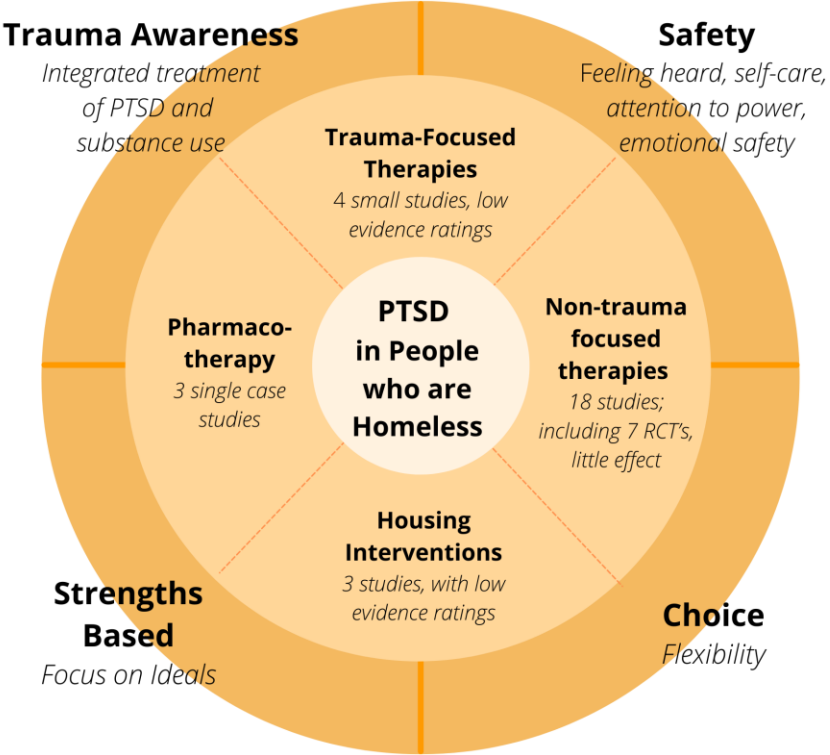 Trauma Awareness
Integrated treatment
of PTSD and
substance use
Safety
Feeling heard, self-care,
attention to power,
emotional safety
Trauma-Focused
Therapies
4 small studies, low
evidence ratings
Pharmaco-
therapy
3 single case
studies
PTSD
in People
who are
Homeless
Non-trauma
focused
therapies
18 studies;
including 7 RCT's,
little effect
Housing
Interventions
3 studies, with low
evidence ratings
Strengths
Based
Focus on Ideals
Choice
Flexibility